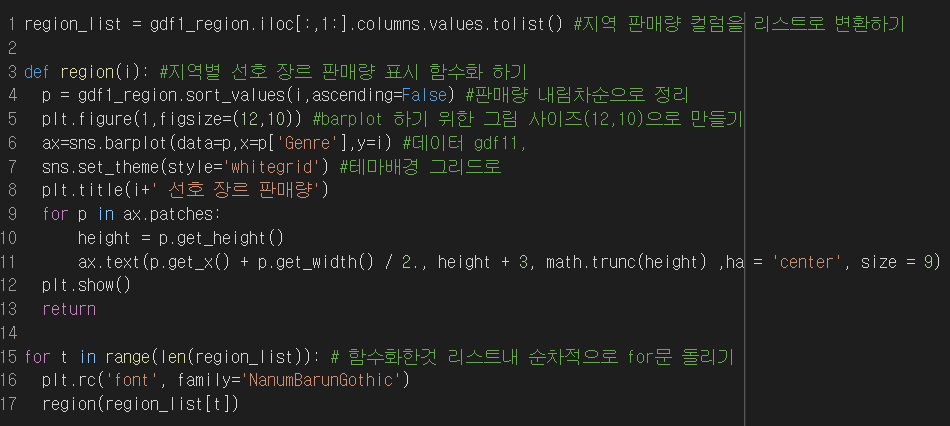 1 region_list = gdf1_region.iloc[:,1:].columns.values.tolist() #지역 판매량 컬럼을 리스트로 변환하기
2
3 def region(i): #지역별 선호 장르 판매량 표시 함수화 하기
4   p = gdf1_region.sort_values(i,ascending=False) #판매량 내림차순으로 정리
5   plt.figure(1,figsize=(12,10)) #barplot 하기 위한 그림 사이즈(12,10)으로 만들기
6   ax=sns.barplot(data=p,x=p['Genre'],y=i) #데이터 gdf11,
7   sns.set_theme(style='whitegrid') #테마배경 그리드로
8   plt.title(i+' 선호 장르 판매량')
9   for p in ax.patches:
10       height = p.get_height()
11       ax.text(p.get_x() + p.get_width() / 2., height + 3, math.trunc(height) ,ha = 'center', size = 9)
12   plt.show()
13   return
14
15 for t in range(len(region_list)): # 함수화한것 리스트내 순차적으로 for문 돌리기
16   plt.rc('font', family='NanumBarunGothic')
17   region(region_list[t])